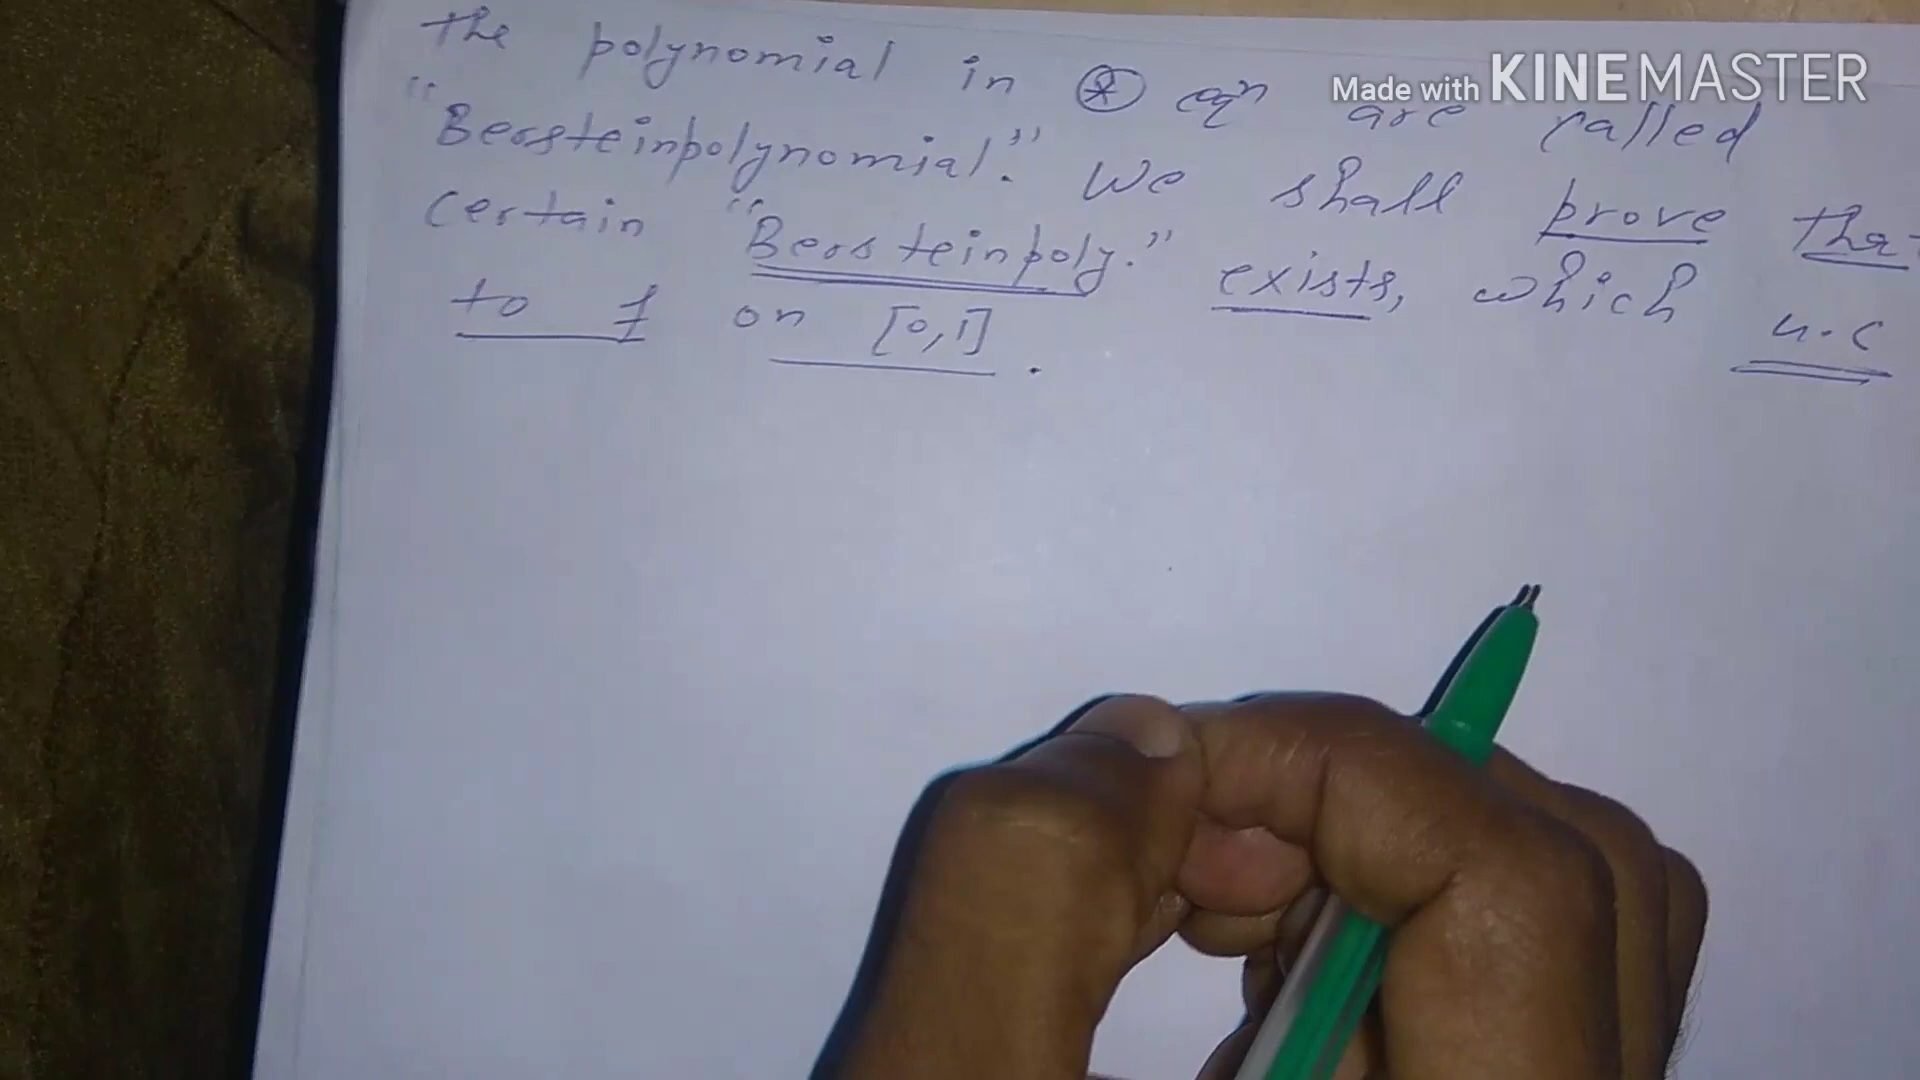 Made with KINEMASTER
the polynomial in ⊛ eqn are called
"Bersteinpolynomial." We shall prove that
certain "Bersteinpoly." exists, which u.c
to f on [0,1].